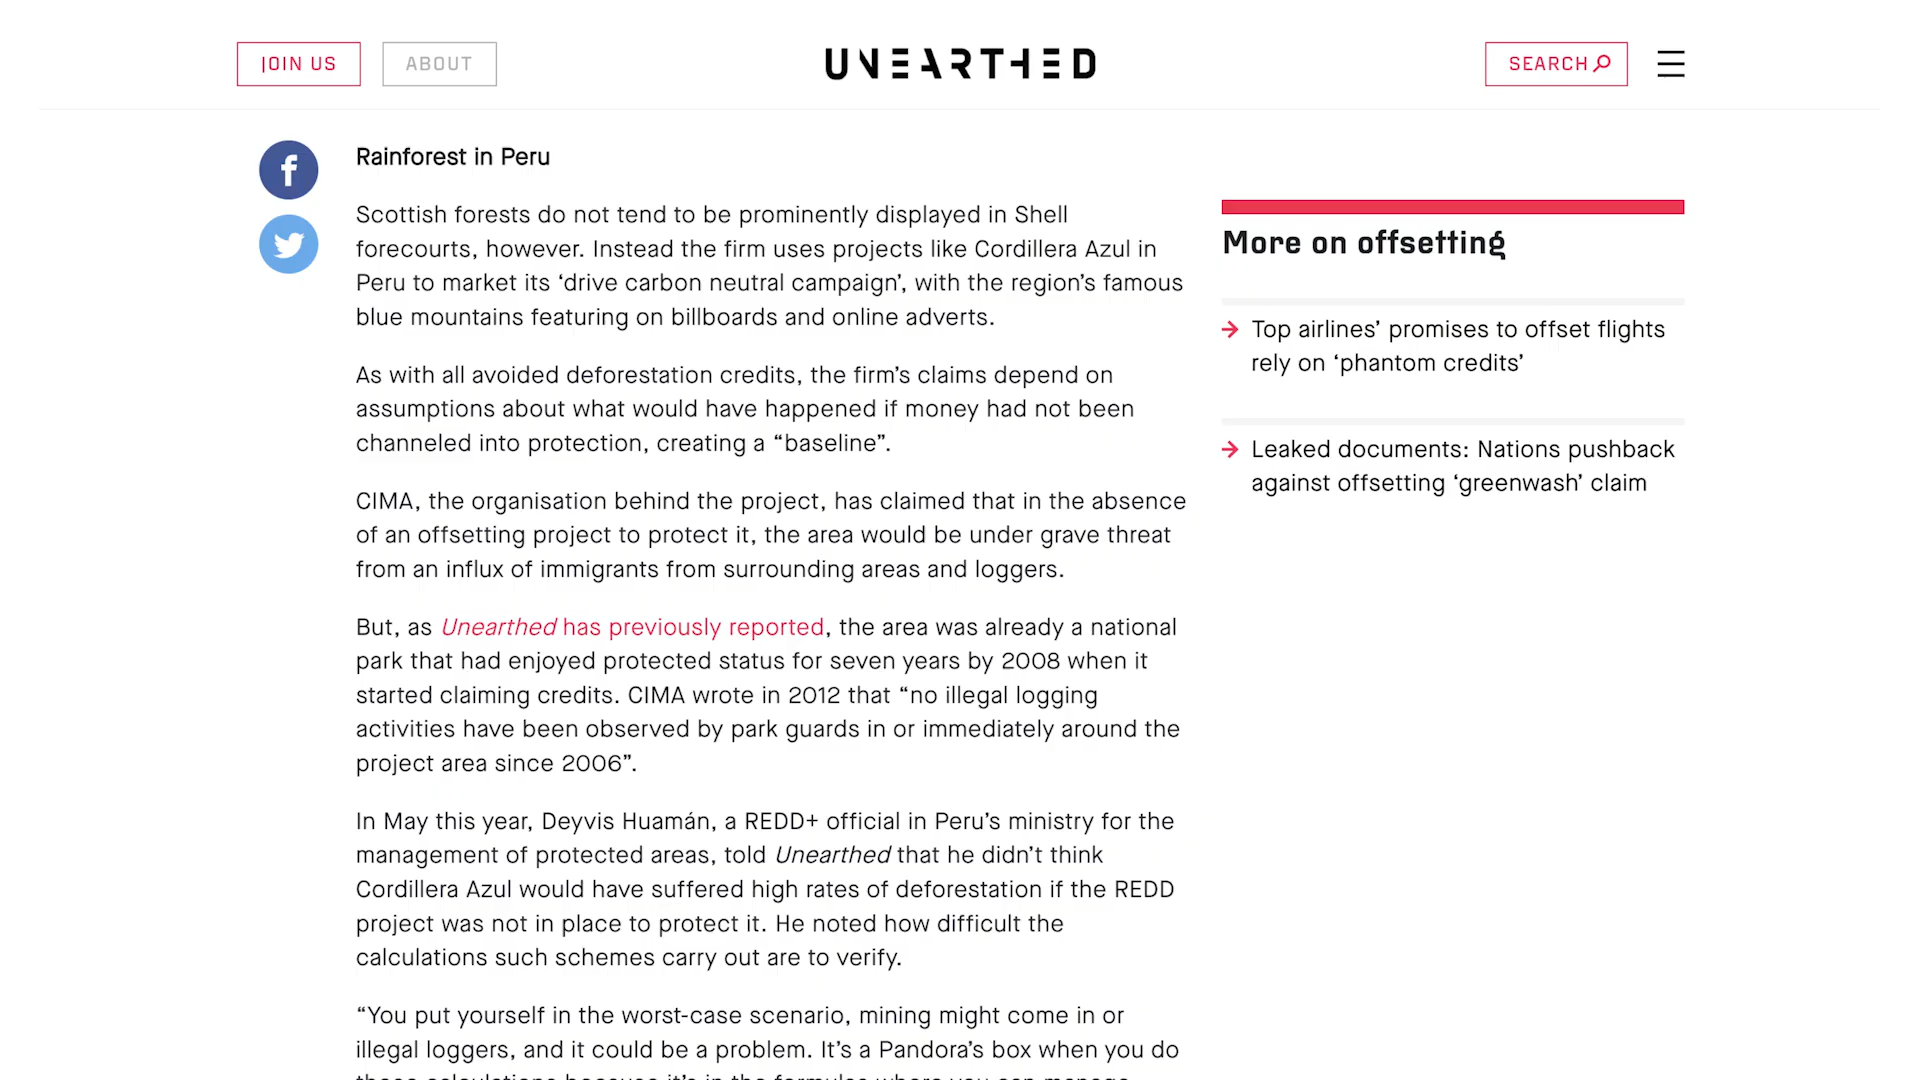 JOIN US
ABOUT
UNEARTHED
SEARCH
Rainforest in Peru
Scottish forests do not tend to be prominently displayed in Shell
forecourts, however. Instead the firm uses projects like Cordillera Azul in
Peru to market its ‘drive carbon neutral campaign’, with the region’s famous
blue mountains featuring on billboards and online adverts.
As with all avoided deforestation credits, the firm’s claims depend on
assumptions about what would have happened if money had not been
channeled into protection, creating a “baseline”.
CIMA, the organisation behind the project, has claimed that in the absence
of an offsetting project to protect it, the area would be under grave threat
from an influx of immigrants from surrounding areas and loggers.
But, as Unearthed has previously reported, the area was already a national
park that had enjoyed protected status for seven years by 2008 when it
started claiming credits. CIMA wrote in 2012 that “no illegal logging
activities have been observed by park guards in or immediately around the
project area since 2006”.
In May this year, Deyvis Huamán, a REDD+ official in Peru’s ministry for the
management of protected areas, told Unearthed that he didn’t think
Cordillera Azul would have suffered high rates of deforestation if the REDD
project was not in place to protect it. He noted how difficult the
calculations such schemes carry out are to verify.
“You put yourself in the worst-case scenario, mining might come in or
illegal loggers, and it could be a problem. It’s a Pandora’s box when you do
these calculations because it’s in the formulas where you can manage
More on offsetting
Top airlines’ promises to offset flights
rely on ‘phantom credits’
Leaked documents: Nations pushback
against offsetting ‘greenwash’ claim